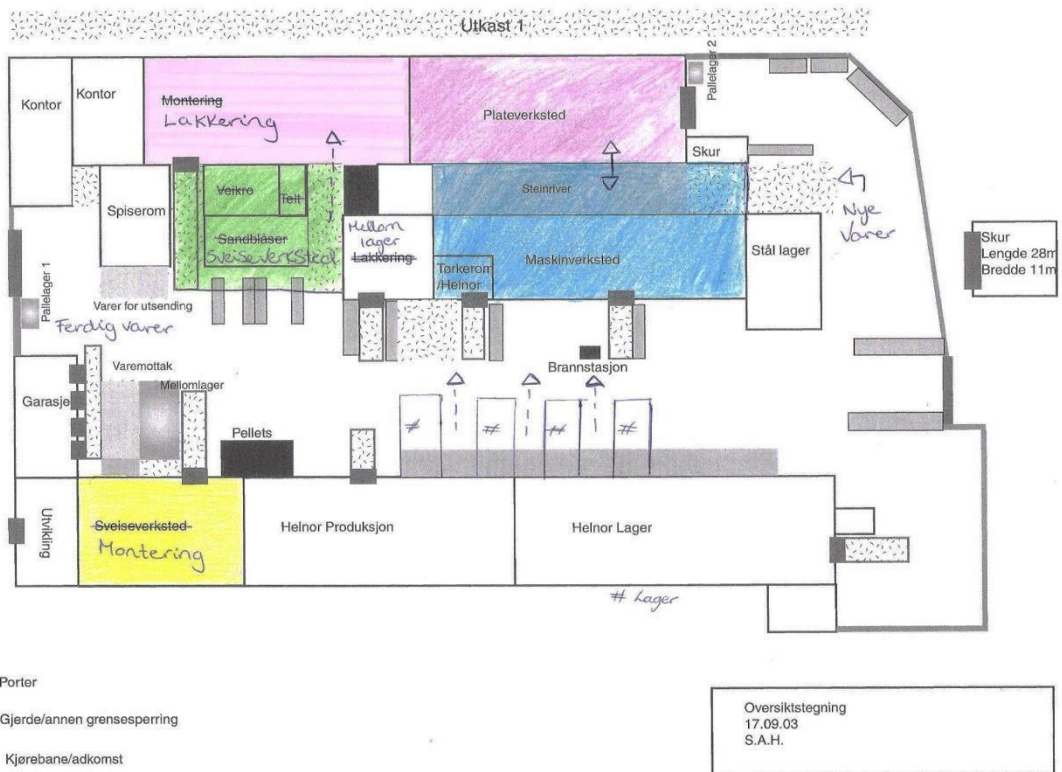 Utkast 1
Kontor
Kontor
Montering
Lakkering
Plateverksted
Pallelager 2
Skur
Spiserom
Veikro
Telt
Sandblåser
Sveiseverksted
Mellom
lager
Lakkering
Steinriver
Maskinverksted
Tørkerom
/Helnor
Stål lager
Nye
Varer
Skur
Lengde 28m
Bredde 11m
Pallelager 1
Varer for utsending
Ferdig varer
Garasje
Varemottak
Mellomlager
Pellets
Brannstasjon
# # # #
Utvikling
Sveiseverksted
Montering
Helnor Produksjon
Helnor Lager
# Lager
Porter
Gjerde/annen grensesperring
Kjørebane/adkomst
Oversiktstegning
17.09.03
S.A.H.